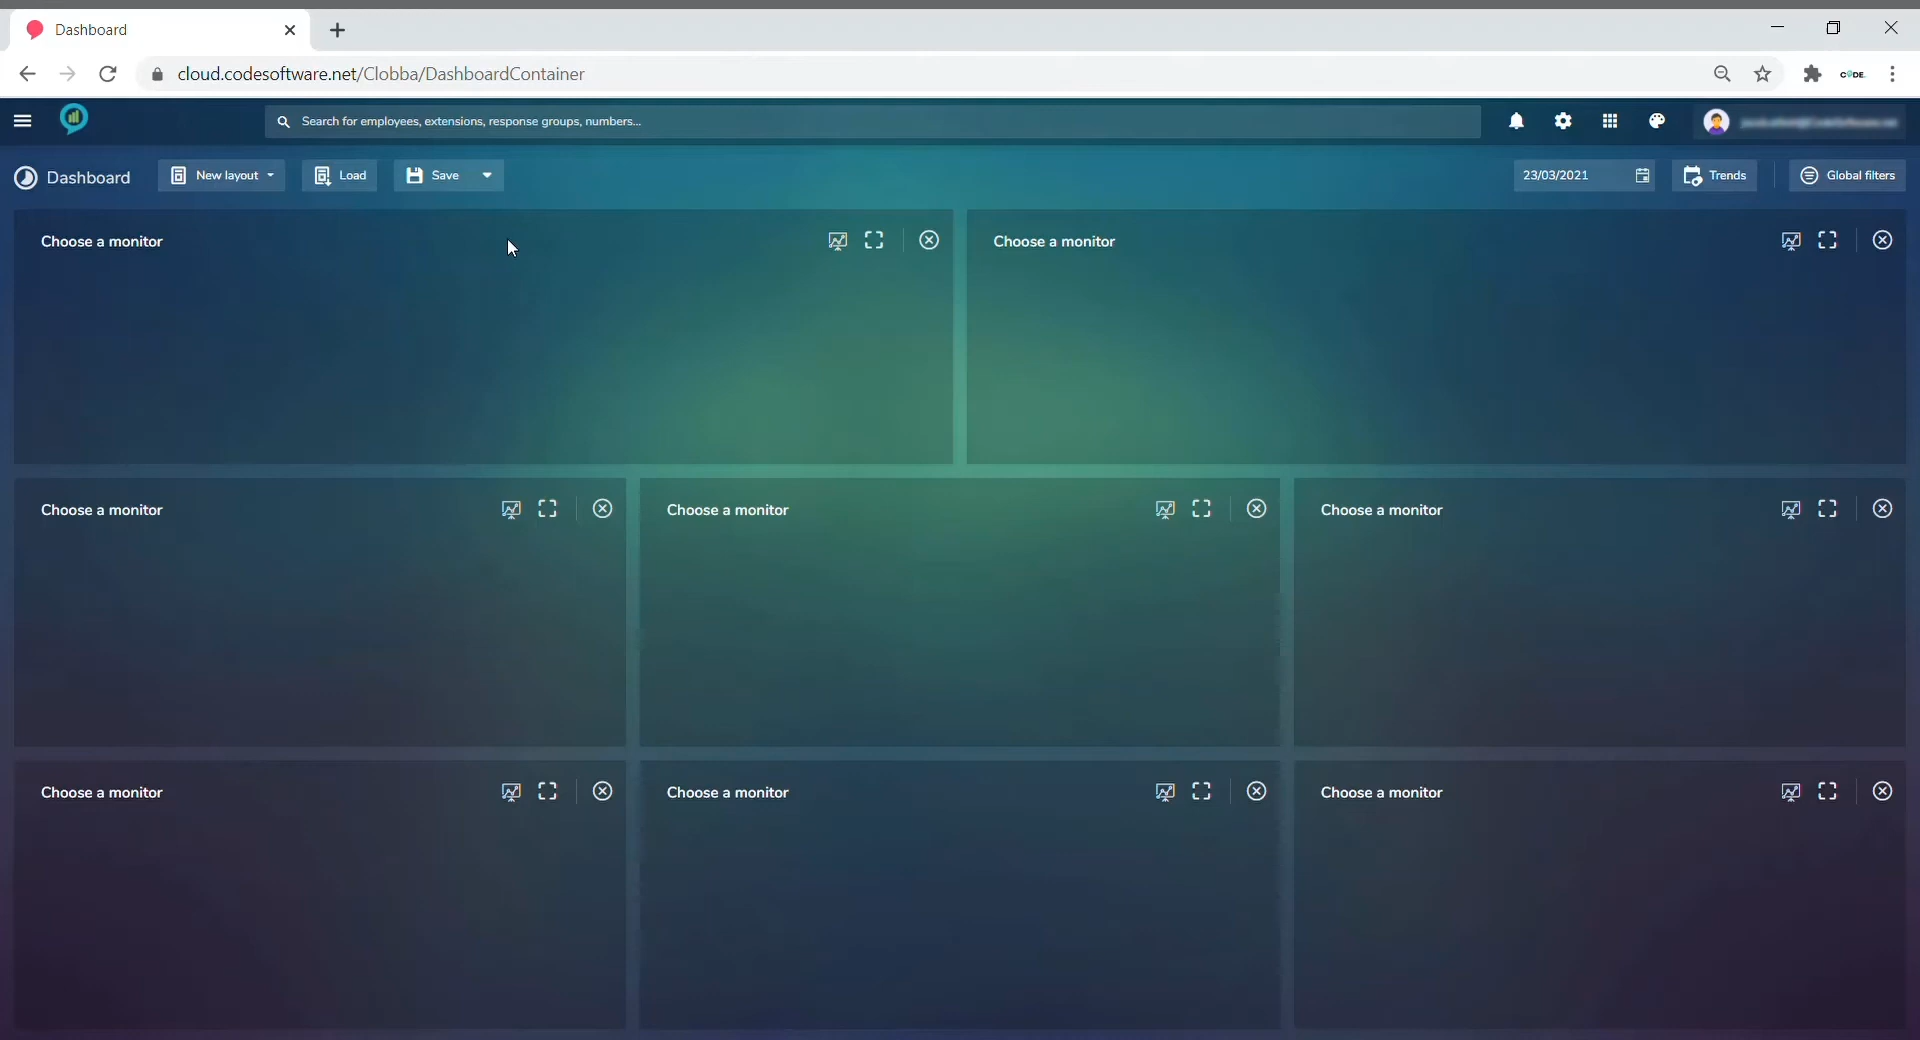 Dashboard
cloud.codesoftware.net/Clobba/DashboardContainer
CODE.
Search for employees, extensions, response groups, numbers...
Dashboard
New layout
Load
Save
23/03/2021
Trends
Global filters
Choose a monitor
Choose a monitor
Choose a monitor
Choose a monitor
Choose a monitor
Choose a monitor
Choose a monitor
Choose a monitor